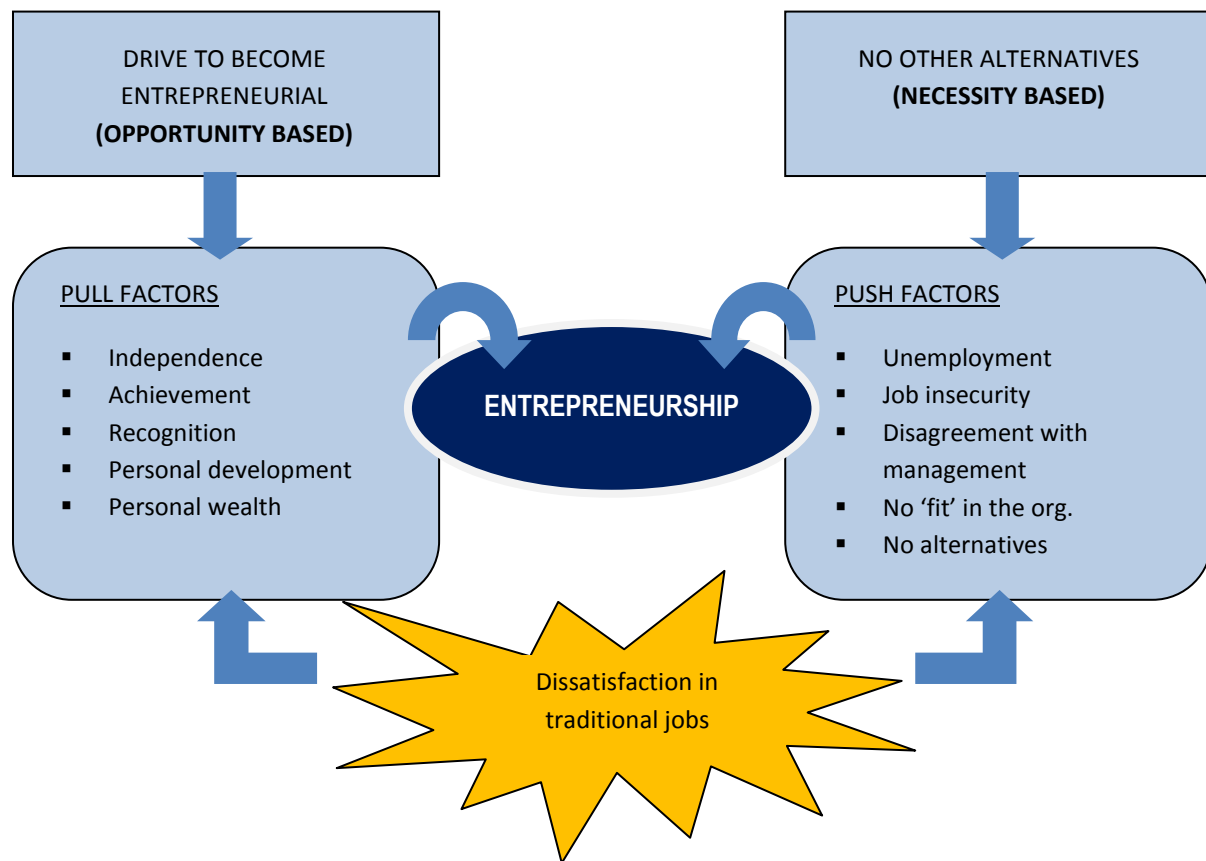 DRIVE TO BECOME
ENTREPRENEURIAL
(OPPORTUNITY BASED)
NO OTHER ALTERNATIVES
(NECESSITY BASED)
PULL FACTORS
▪ Independence
▪ Achievement
▪ Recognition
▪ Personal development
▪ Personal wealth
ENTREPRENEURSHIP
PUSH FACTORS
▪ Unemployment
▪ Job insecurity
▪ Disagreement with
management
▪ No ‘fit’ in the org.
▪ No alternatives
Dissatisfaction in
traditional jobs